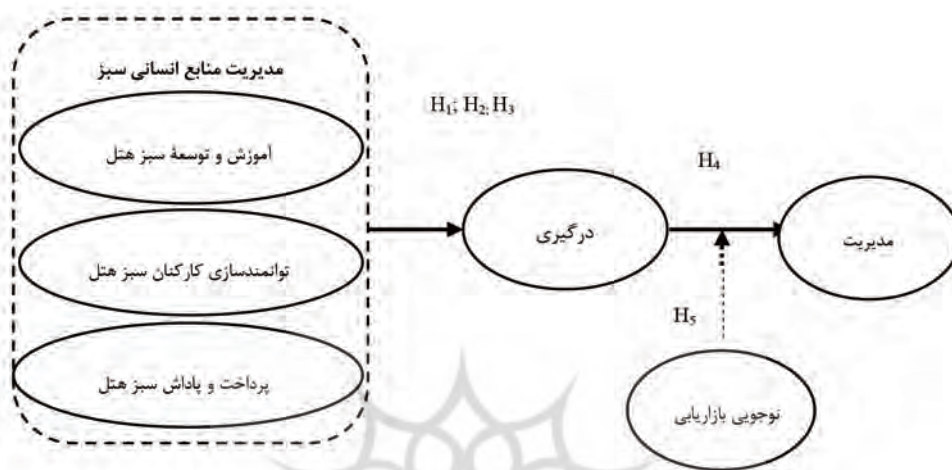 مدیریت منابع انسانی سبز
آموزش و توسعهٔ سبز هتل
توانمندسازی کارکنان سبز هتل
پرداخت و پاداش سبز هتل
H₁; H₂; H₃
درگیری
H₄
مدیریت
H₅
نوجویی بازاریابی